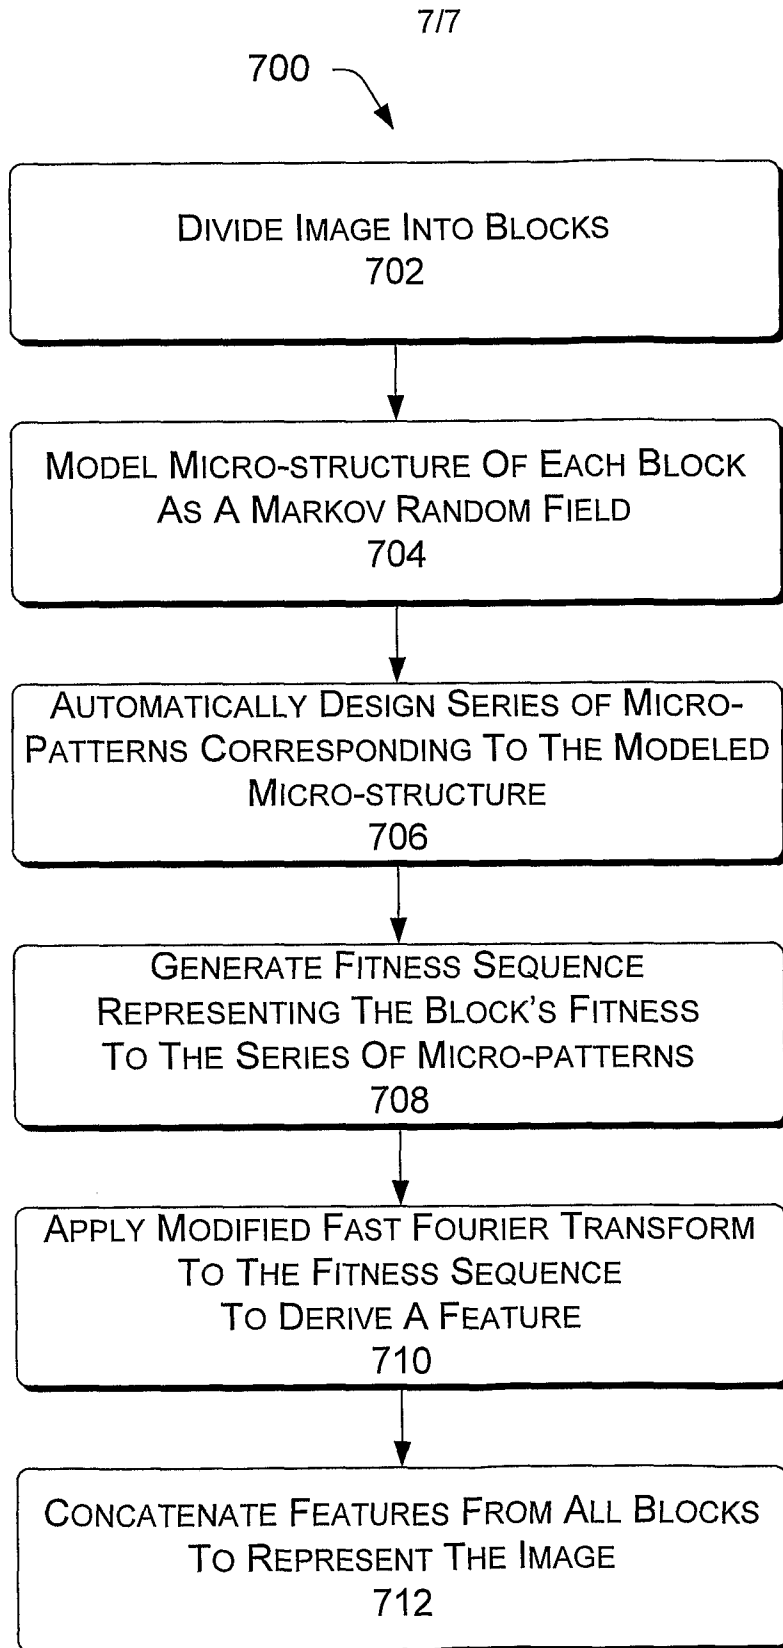 7/7
700
DIVIDE IMAGE INTO BLOCKS
702
MODEL MICRO-STRUCTURE OF EACH BLOCK
AS A MARKOV RANDOM FIELD
704
AUTOMATICALLY DESIGN SERIES OF MICRO-
PATTERNS CORRESPONDING TO THE MODELED
MICRO-STRUCTURE
706
GENERATE FITNESS SEQUENCE
REPRESENTING THE BLOCK'S FITNESS
TO THE SERIES OF MICRO-PATTERNS
708
APPLY MODIFIED FAST FOURIER TRANSFORM
TO THE FITNESS SEQUENCE
TO DERIVE A FEATURE
710
CONCATENATE FEATURES FROM ALL BLOCKS
TO REPRESENT THE IMAGE
712